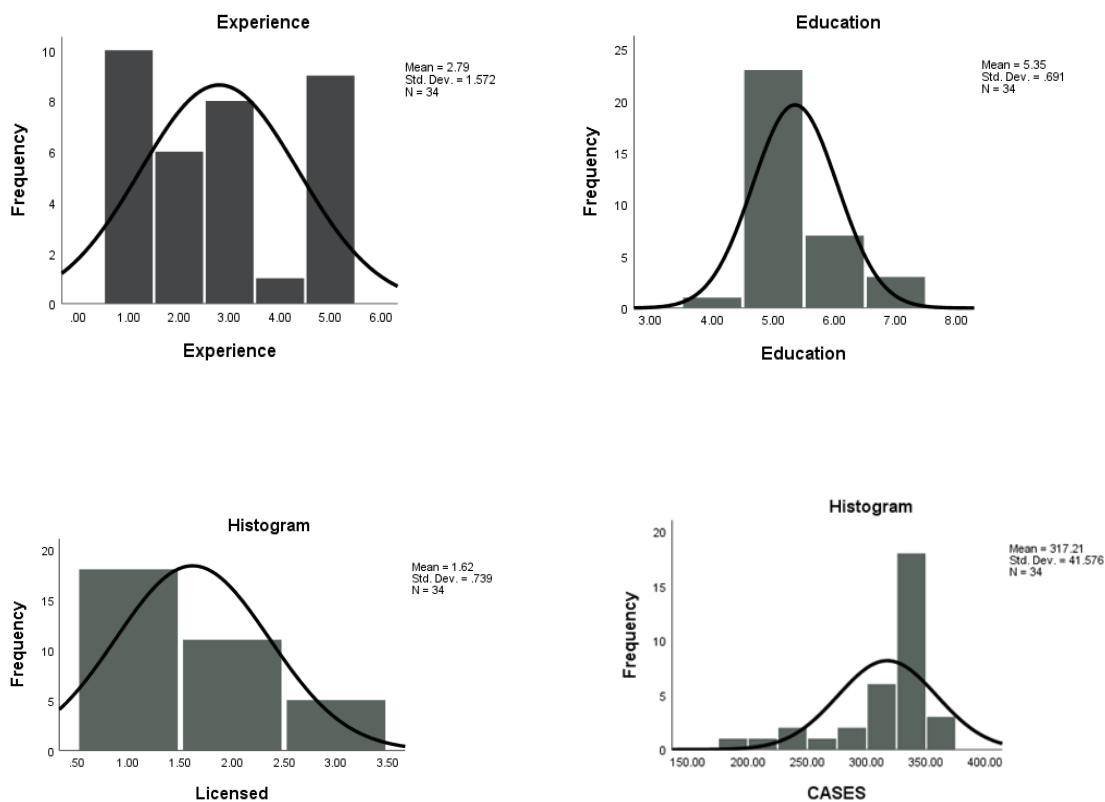 Experience
Mean = 2.79
Std. Dev. = 1.572
N = 34
Frequency
10
8
6
4
2
0
.00 1.00 2.00 3.00 4.00 5.00 6.00
Experience
Education
Mean = 5.35
Std. Dev. = .691
N = 34
Frequency
25
20
15
10
5
0
3.00 4.00 5.00 6.00 7.00 8.00
Education
Histogram
Mean = 1.62
Std. Dev. = .739
N = 34
Frequency
20
15
10
5
0
.50 1.00 1.50 2.00 2.50 3.00 3.50
Licensed
Histogram
Mean = 317.21
Std. Dev. = 41.576
N = 34
Frequency
20
15
10
5
0
150.00 200.00 250.00 300.00 350.00 400.00
CASES